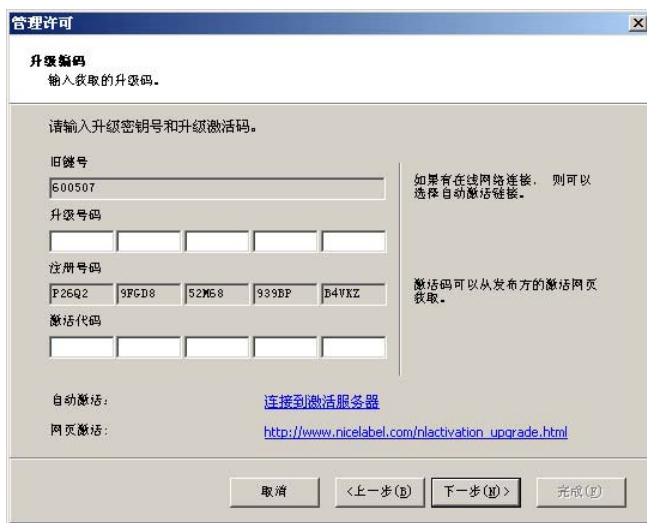 管理许可
升级编码
输入获取的升级码。
请输入升级密钥号和升级激活码。
旧键号
600507
如果有在线网络连接， 则可以
选择自动激活链接。
升级号码
注册号码
P26Q2 9FGD8 52M68 939BP B4VKZ
激活码可以从发布方的激活网页
获取。
激活代码
自动激活： 连接到激活服务器
网页激活： http://www.nicelabel.com/nlactivation_upgrade.html
取消 <上一步(B) 下一步(N)> 完成(F)